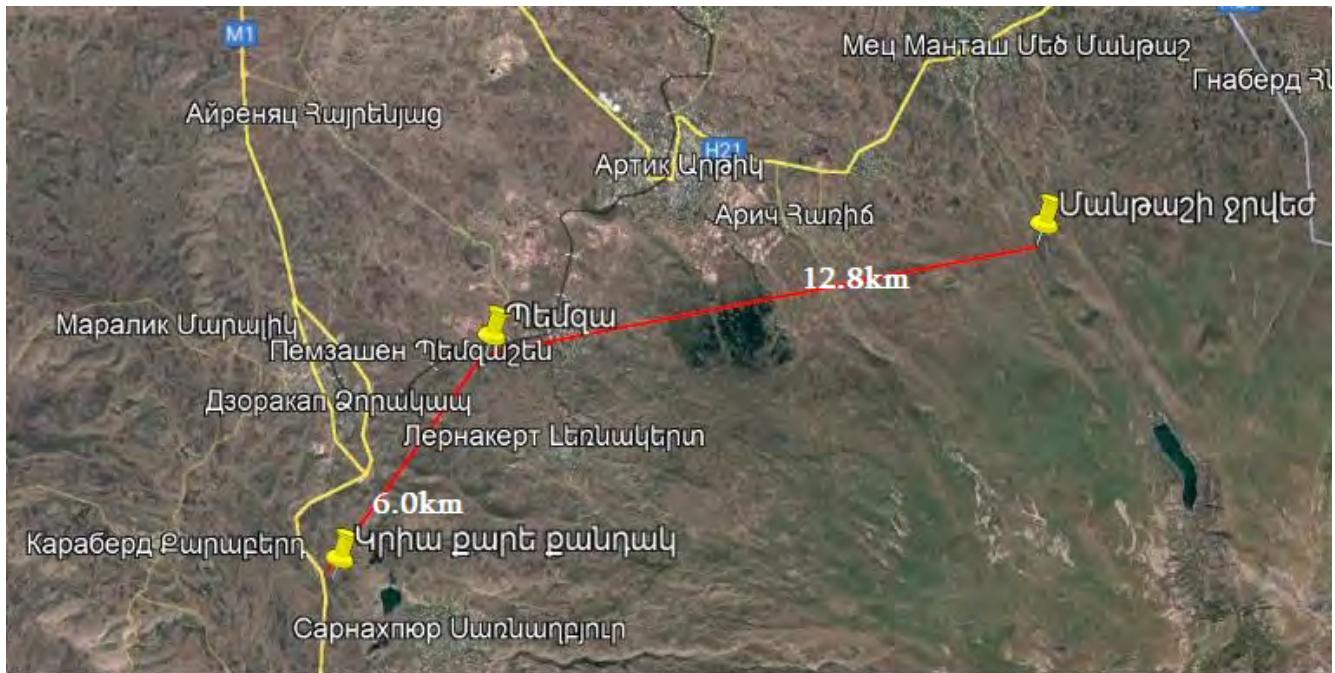 M1
Мец Манташ Մեծ Մանթաշ
Гнаберд
Айреняц Հայրենյաց
H21
Артик Արթիկ
Арич Հառիճ
Մանթաշի ջրվեժ
12.8km
Պեմզա
Маралик Մարալիկ
Пемзашен Պեմզաշեն
Дзоракап Ձորակապ
Лернакерт Լեռնակերտ
6.0km
Караберд Քարաբերդ
Կրիա քարե քանդակ
Сарнахпюр Սառնաղբյուր